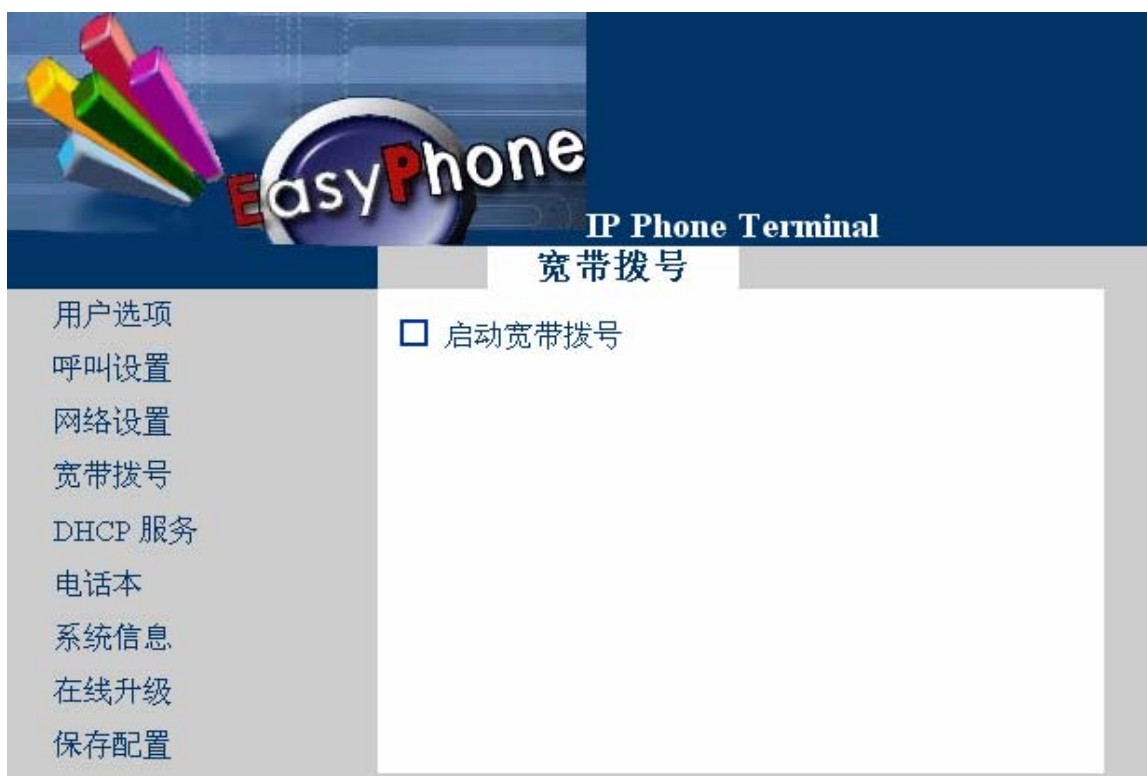 EasyPhone
IP Phone Terminal
宽带拨号
用户选项
呼叫设置
网络设置
宽带拨号
DHCP 服务
电话本
系统信息
在线升级
保存配置
启动宽带拨号